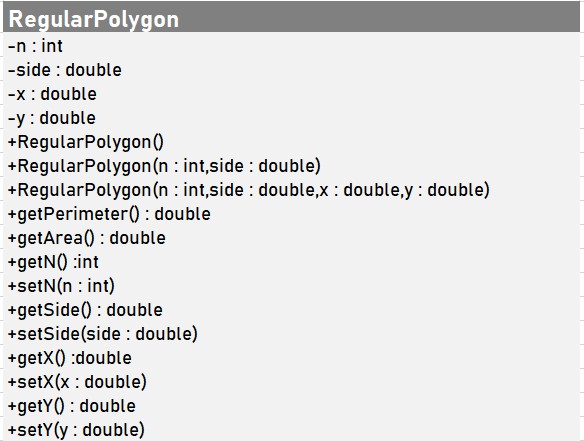 RegularPolygon
-n : int
-side : double
-x : double
-y : double
+RegularPolygon()
+RegularPolygon(n : int,side : double)
+RegularPolygon(n : int,side : double,x : double,y : double)
+getPerimeter() : double
+getArea() : double
+getN() :int
+setN(n : int)
+getSide() : double
+setSide(side : double)
+getX() :double
+setX(x : double)
+getY() : double
+setY(y : double)